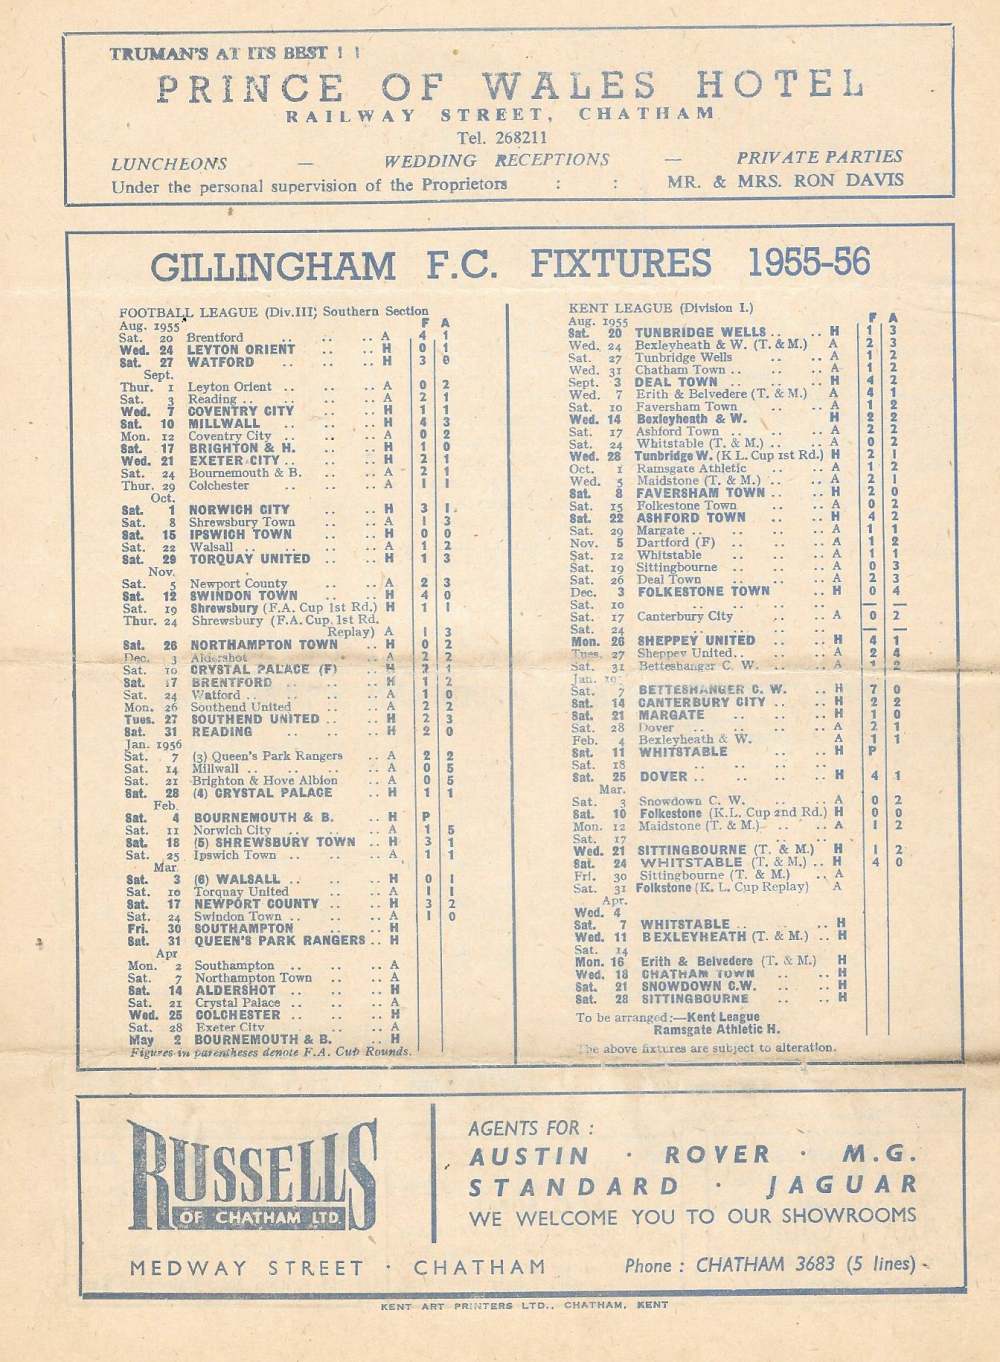 TRUMAN'S AT ITS BEST ! !
PRINCE OF WALES HOTEL
RAILWAY STREET, CHATHAM
Tel. 268211
LUNCHEONS — WEDDING RECEPTIONS — PRIVATE PARTIES
Under the personal supervision of the Proprietors : : MR. & MRS. RON DAVIS
GILLINGHAM F.C. FIXTURES 1955-56
FOOTBALL LEAGUE (Div.III) Southern Section
F A
Aug. 1955
Sat. 20 Brentford .. .. .. A 4 1
Wed. 24 LEYTON ORIENT .. .. H 0 1
Sat. 27 WATFORD .. .. .. H 3 0
Sept.
Thur. 1 Leyton Orient .. .. .. A 0 2
Sat. 3 Reading .. .. .. .. A 2 1
Wed. 7 COVENTRY CITY .. .. H 1 1
Sat. 10 MILLWALL .. .. .. H 4 3
Mon. 12 Coventry City .. .. .. A 0 2
Sat. 17 BRIGHTON & H. .. .. H 1 0
Wed. 21 EXETER CITY .. .. .. H 2 1
Sat. 24 Bournemouth & B. .. .. A 2 1
Thur. 29 Colchester .. .. .. A 1 1
Oct.
Sat. 1 NORWICH CITY .. .. H 3 1
Sat. 8 Shrewsbury Town .. .. A 1 3
Sat. 15 IPSWICH TOWN .. .. H 0 0
Sat. 22 Walsall .. .. .. .. A 1 2
Sat. 29 TORQUAY UNITED .. .. H 1 3
Nov.
Sat. 5 Newport County .. .. A 2 3
Sat. 12 SWINDON TOWN .. .. H 4 0
Sat. 19 Shrewsbury (F.A. Cup 1st Rd.) H 1 1
Thur. 24 Shrewsbury (F.A. Cup. 1st Rd.
Replay) A 1 3
Sat. 26 NORTHAMPTON TOWN .. H 0 2
Dec. 3 Aldershot .. .. .. A 2 2
Sat. 10 CRYSTAL PALACE (F) .. H 2 1
Sat. 17 BRENTFORD .. .. .. H 1 2
Sat. 24 Watford .. .. .. .. A 1 0
Mon. 26 Southend United .. .. A 2 2
Tues. 27 SOUTHEND UNITED .. .. H 2 3
Sat. 31 READING .. .. .. H 2 0
Jan. 1956
Sat. 7 (3) Queen's Park Rangers .. A 2 2
Sat. 14 Millwall .. .. .. .. A 0 5
Sat. 21 Brighton & Hove Albion .. A 0 5
Sat. 28 (4) CRYSTAL PALACE .. H 1 1
Feb.
Sat. 4 BOURNEMOUTH & B. .. H P
Sat. 11 Norwich City .. .. .. A 1 5
Sat. 18 (5) SHREWSBURY TOWN .. H 3 1
Sat. 25 Ipswich Town .. .. .. A 1 1
Mar.
Sat. 3 (6) WALSALL .. .. .. H 0 1
Sat. 10 Torquay United .. .. A 1 1
Sat. 17 NEWPORT COUNTY .. .. H 3 2
Sat. 24 Swindon Town .. .. .. A 1 0
Fri. 30 SOUTHAMPTON .. .. H
Sat. 31 QUEEN'S PARK RANGERS .. H
Apr
Mon. 2 Southampton .. .. .. A
Sat. 7 Northampton Town .. .. A
Sat. 14 ALDERSHOT .. .. .. H
Sat. 21 Crystal Palace .. .. .. A
Wed. 25 COLCHESTER .. .. .. H
Sat. 28 Exeter City .. .. A
May 2 BOURNEMOUTH & B. .. H
Figures in parentheses denote F.A. Cup Rounds.
KENT LEAGUE (Division I.)
F A
Aug. 1955
Sat. 20 TUNBRIDGE WELLS .. .. H 1 3
Wed. 24 Bexleyheath & W. (T. & M.) A 2 3
Sat. 27 Tunbridge Wells .. .. A 1 2
Wed. 31 Chatham Town .. .. .. A 1 2
Sept. 3 DEAL TOWN .. .. .. H 4 2
Wed. 7 Erith & Belvedere (T. & M.) A 4 1
Sat. 10 Faversham Town .. .. A 1 2
Wed. 14 Bexleyheath & W. H 2 2
Sat. 17 Ashford Town .. .. .. A 2 2
Sat. 24 Whitstable (T. & M.) .. .. A 0 2
Wed. 28 Tunbridge W. (K L. Cup 1st Rd.) H 2 1
Oct. 1 Ramsgate Athletic .. .. A 1 2
Wed. 5 Maidstone (T. & M.) .. .. A 2 1
Sat. 8 FAVERSHAM TOWN .. .. H 2 0
Sat. 15 Folkestone Town .. .. A 0 2
Sat. 22 ASHFORD TOWN .. .. H 4 2
Sat. 29 Margate .. .. .. .. A 1 1
Nov. 5 Dartford (F) .. .. .. A 1 2
Sat. 12 Whitstable .. .. .. A 1 1
Sat. 19 Sittingbourne .. .. .. A 0 3
Sat. 26 Deal Town .. .. .. A 2 3
Dec. 3 FOLKESTONE TOWN .. .. H 0 4
Sat. 10 .. .. .. .. — —
Sat. 17 Canterbury City .. .. A 0 2
Sat. 24 .. .. .. .. — —
Mon. 26 SHEPPEY UNITED .. .. H 4 1
Tues. 27 Sheppey United .. .. .. A 2 4
Sat. 31 Betteshanger C. W. .. .. A 1 2
Jan. 19
Sat. 7 BETTESHANGER C. W. .. H 7 0
Sat. 14 CANTERBURY CITY .. .. H 2 2
Sat. 21 MARGATE .. .. .. H 1 0
Sat. 28 Dover .. .. .. .. A 2 1
Feb. 4 Bexleyheath & W. .. A 1 1
Sat. 11 WHITSTABLE .. .. .. H P
Sat. 18 .. .. .. ..
Sat. 25 DOVER .. .. .. .. H 4 1
Mar.
Sat. 3 Snowdown C. W. .. .. A 0 2
Sat. 10 Folkestone (K.L. Cup 2nd Rd.) H 0 0
Mon. 12 Maidstone (T. & M.) .. .. A 1 2
Sat. 17 .. .. .. ..
Wed. 21 SITTINGBOURNE (T. & M.) H 1 2
Sat. 24 WHITSTABLE (T. & M.) .. H 4 0
Fri. 30 Sittingbourne (T. & M.) .. A
Sat. 31 Folkstone (K. L. Cup Replay) A
Apr.
Wed. 4
Sat. 7 WHITSTABLE .. .. .. H
Wed. 11 BEXLEYHEATH (T. & M.) .. H
Sat. 14
Mon. 16 Erith & Belvedere (T. & M.) H
Wed. 18 CHATHAM TOWN .. .. H
Sat. 21 SNOWDOWN C.W. .. .. H
Sat. 28 SITTINGBOURNE .. .. H
To be arranged:—Kent League
Ramsgate Athletic H.
The above fixtures are subject to alteration.
RUSSELLS
OF CHATHAM LTD.
MEDWAY STREET · CHATHAM
AGENTS FOR :
AUSTIN · ROVER · M.G.
STANDARD · JAGUAR
WE WELCOME YOU TO OUR SHOWROOMS
Phone : CHATHAM 3683 (5 lines)
KENT ART PRINTERS LTD., CHATHAM, KENT